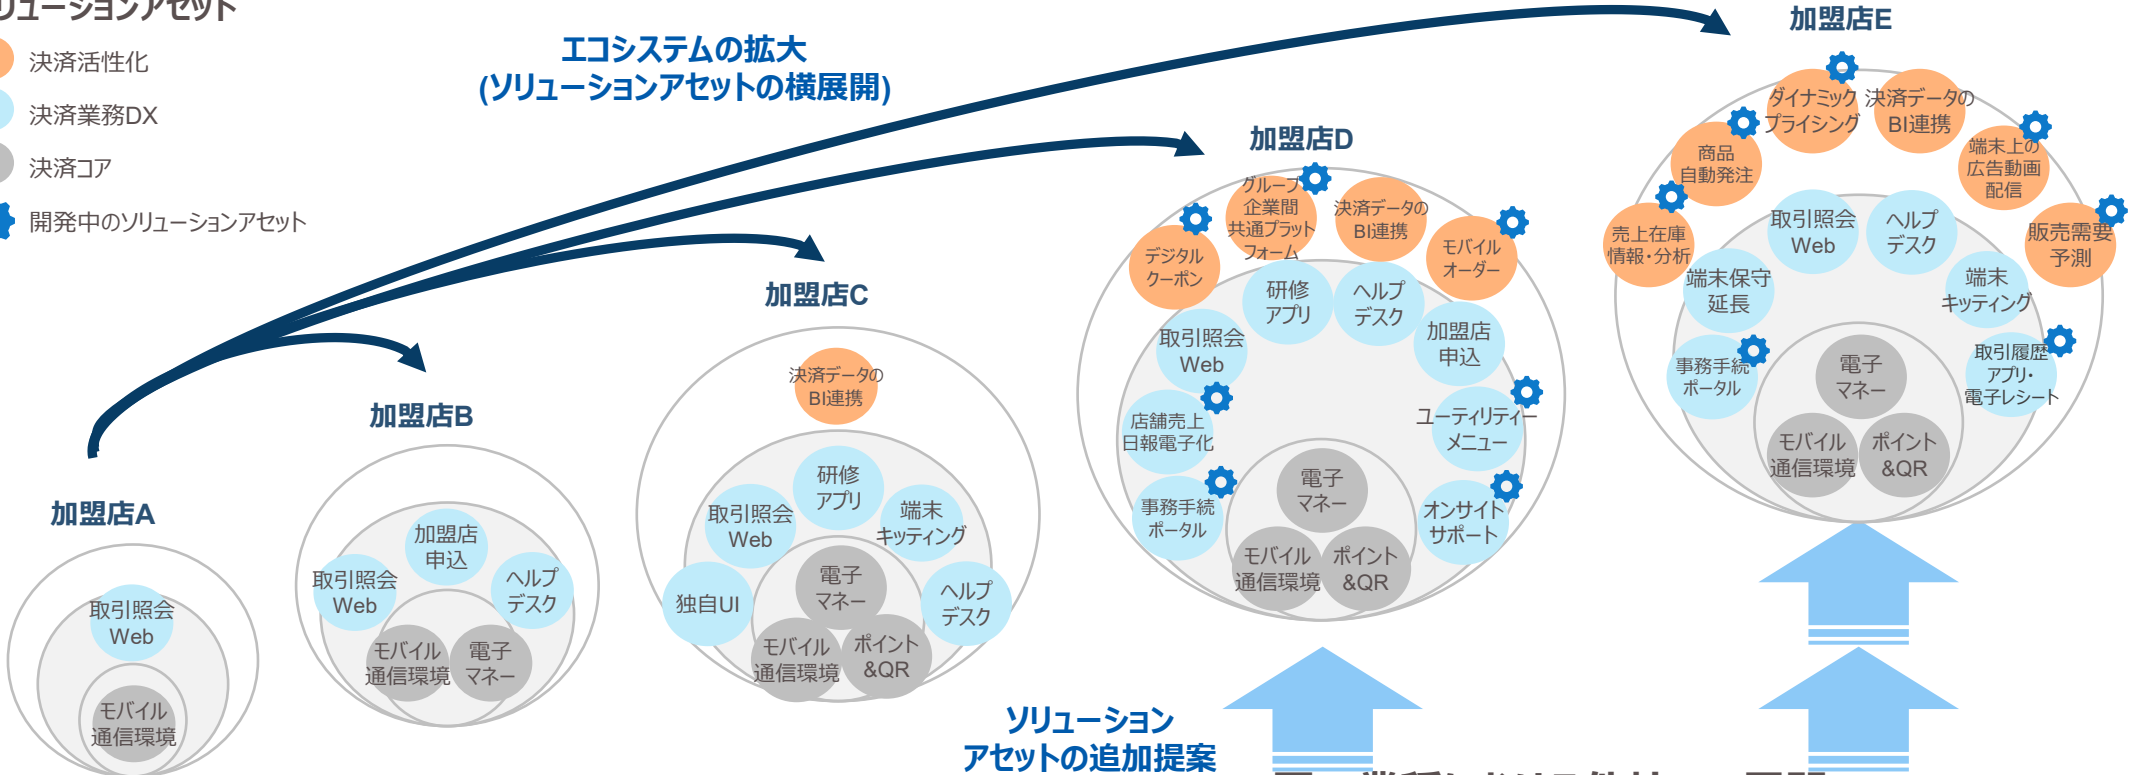 リューションアセット
決済活性化
決済業務DX
決済コア
開発中のソリューションアセット
エコシステムの拡大
(ソリューションアセットの横展開)
加盟店A
取引照会
Web
モバイル
通信環境
加盟店B
加盟店
申込
取引照会
Web
ヘルプ
デスク
モバイル
通信環境
電子
マネー
加盟店C
決済データの
BI連携
研修
アプリ
取引照会
Web
端末
キッティング
独自UI
ヘルプ
デスク
電子
マネー
モバイル
通信環境
ポイント
&QR
加盟店D
デジタル
クーポン
グループ
企業間
共通プラット
フォーム
決済データの
BI連携
モバイル
オーダー
研修
アプリ
ヘルプ
デスク
取引照会
Web
加盟店
申込
店舗売上
日報電子化
ユーティリティー
メニュー
事務手続
ポータル
オンサイト
サポート
電子
マネー
モバイル
通信環境
ポイント
&QR
加盟店E
ダイナミック
プライシング
決済データの
BI連携
商品
自動発注
端末上の
広告動画
配信
売上在庫
情報・分析
販売需要
予測
取引照会
Web
ヘルプ
デスク
端末保守
延長
端末
キッティング
事務手続
ポータル
取引履歴
アプリ・
電子レシート
電子
マネー
モバイル
通信環境
ポイント
&QR
ソリューション
アセットの追加提案